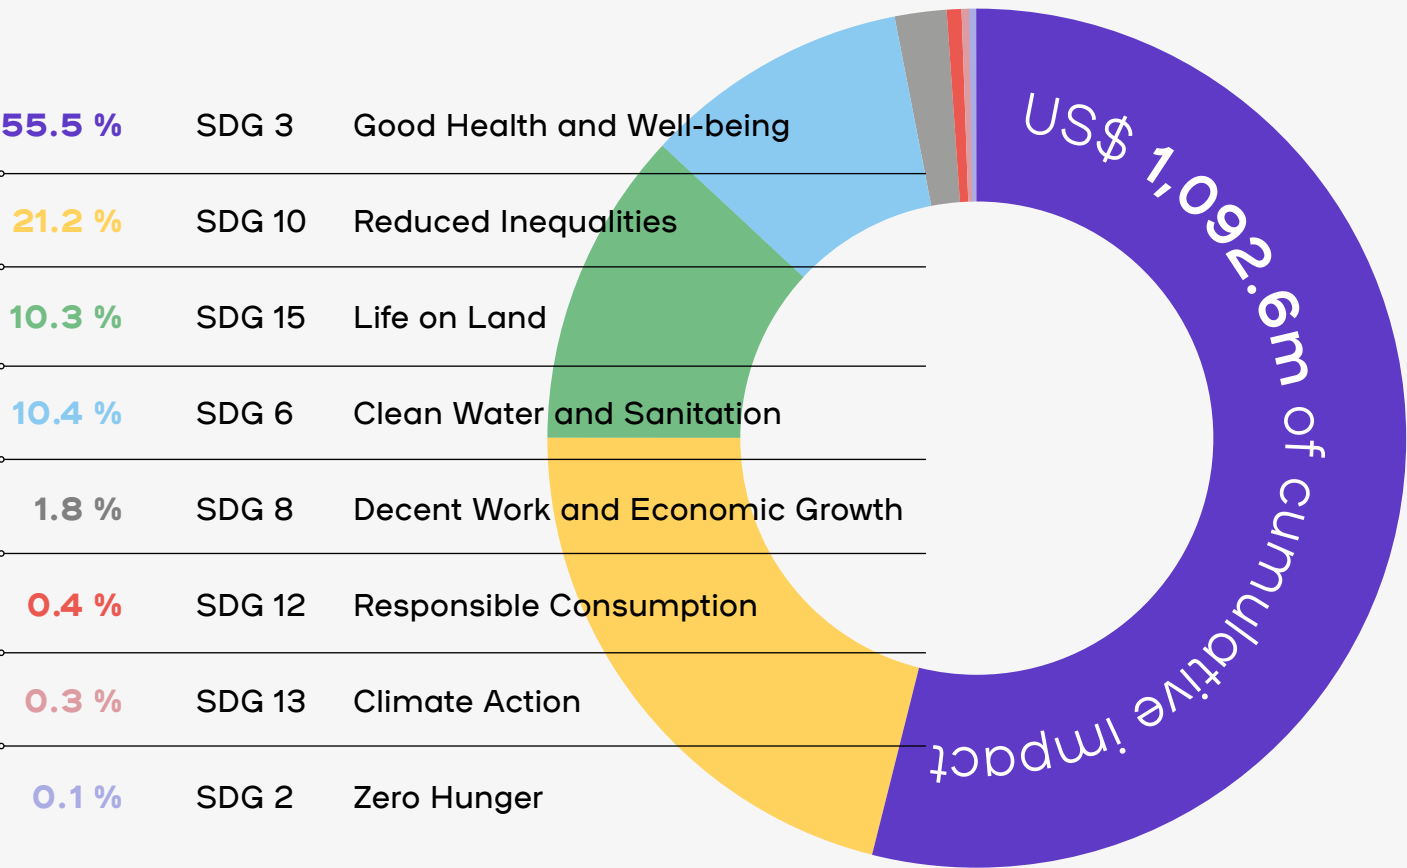 55.5 % SDG 3 Good Health and Well-being
21.2 % SDG 10 Reduced Inequalities
10.3 % SDG 15 Life on Land
10.4 % SDG 6 Clean Water and Sanitation
1.8 % SDG 8 Decent Work and Economic Growth
0.4 % SDG 12 Responsible Consumption
0.3 % SDG 13 Climate Action
0.1 % SDG 2 Zero Hunger
US$ 1,092.6m of cumulative impact